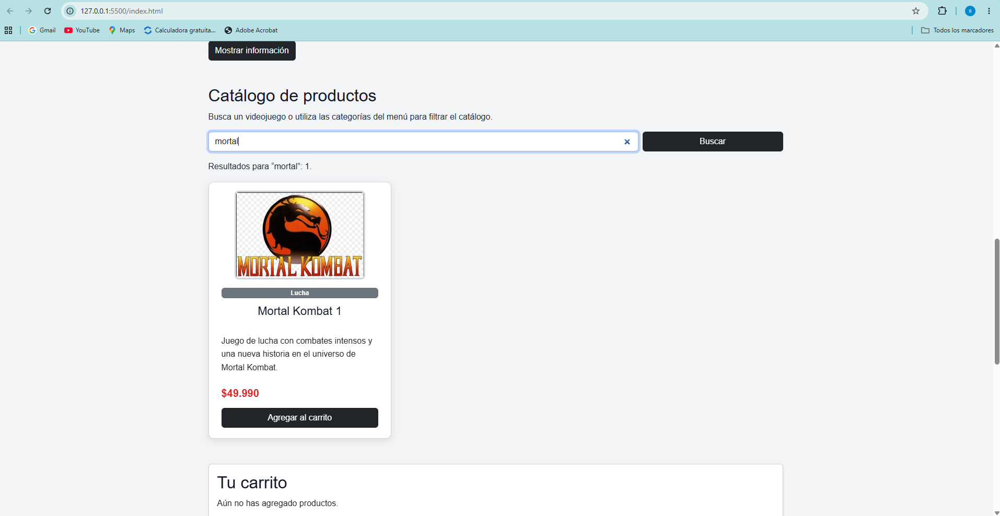 127.0.0.1:5500/index.html
S
Gmail
YouTube
Maps
Calculadora gratuita...
Adobe Acrobat
Todos los marcadores
Mostrar información
Catálogo de productos
Busca un videojuego o utiliza las categorías del menú para filtrar el catálogo.
mortal
Buscar
Resultados para “mortal”: 1.
MORTAL KOMBAT
Lucha
Mortal Kombat 1
Juego de lucha con combates intensos y
una nueva historia en el universo de
Mortal Kombat.
$49.990
Agregar al carrito
Tu carrito
Aún no has agregado productos.